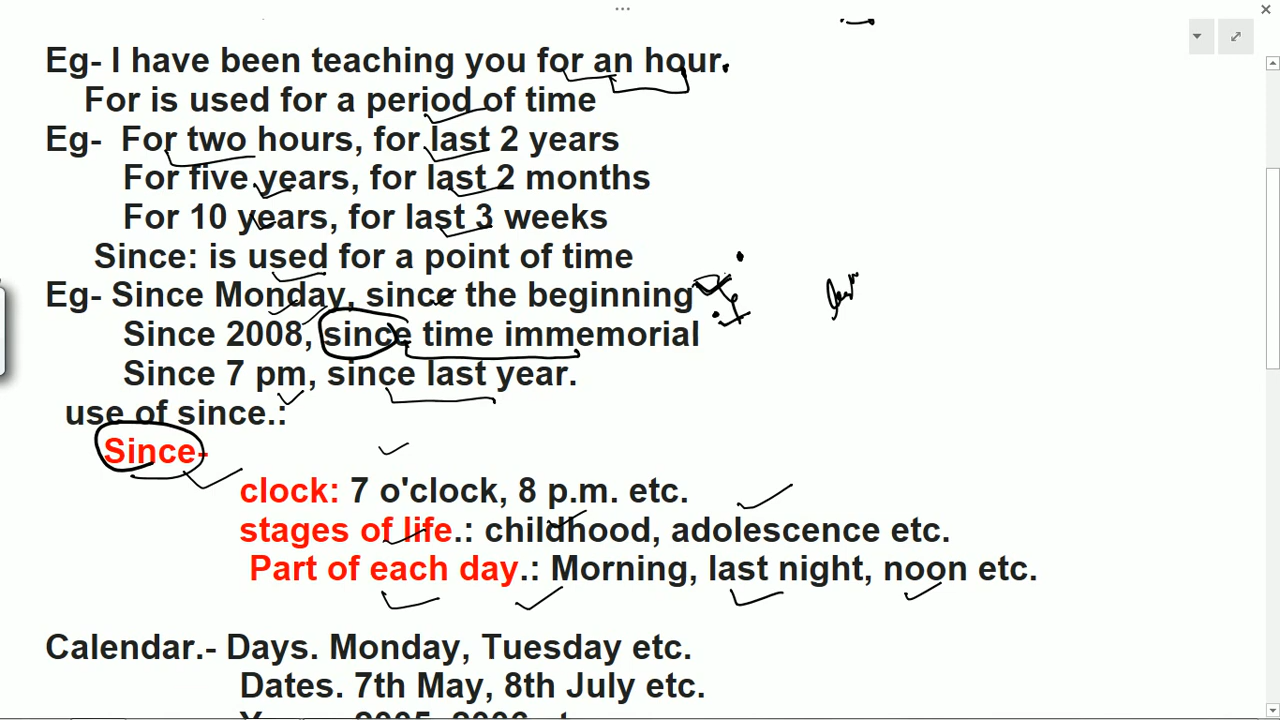 Eg- I have been teaching you for an hour.
For is used for a period of time
Eg- For two hours, for last 2 years
For five years, for last 2 months
For 10 years, for last 3 weeks
Since: is used for a point of time
Eg- Since Monday, since the beginning
Since 2008, since time immemorial
Since 7 pm, since last year.
use of since.:
Since-
clock: 7 o'clock, 8 p.m. etc.
stages of life.: childhood, adolescence etc.
Part of each day.: Morning, last night, noon etc.
Calendar.- Days. Monday, Tuesday etc.
Dates. 7th May, 8th July etc.